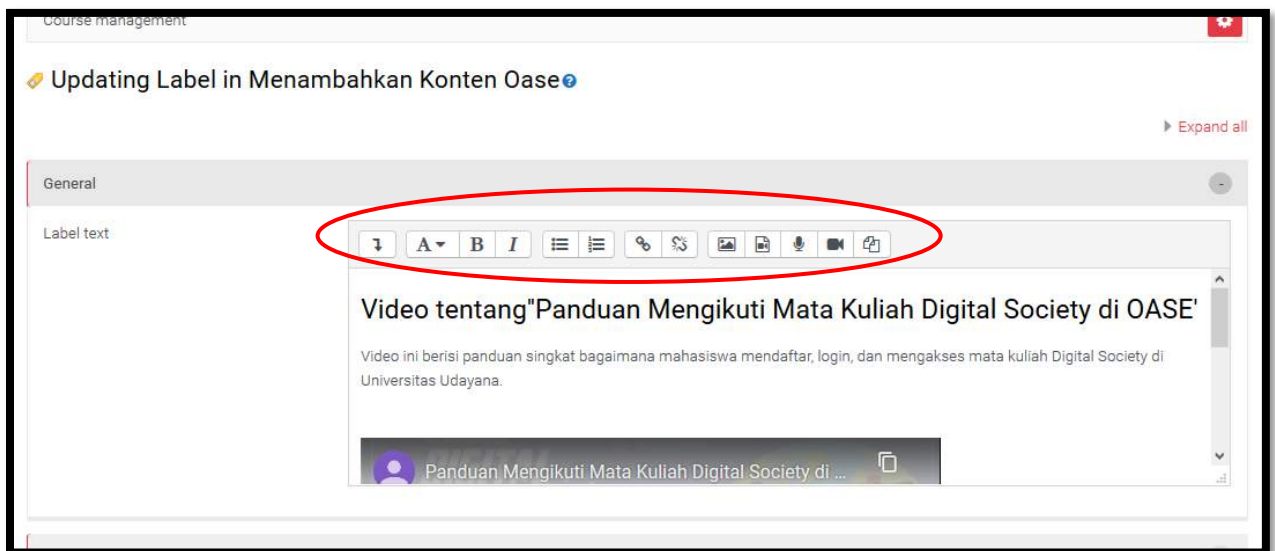 Course management
Updating Label in Menambahkan Konten Oase
Expand all
General
Label text
A B I
Video tentang"Panduan Mengikuti Mata Kuliah Digital Society di OASE'
Video ini berisi panduan singkat bagaimana mahasiswa mendaftar, login, dan mengakses mata kuliah Digital Society di
Universitas Udayana.
Panduan Mengikuti Mata Kuliah Digital Society di ...